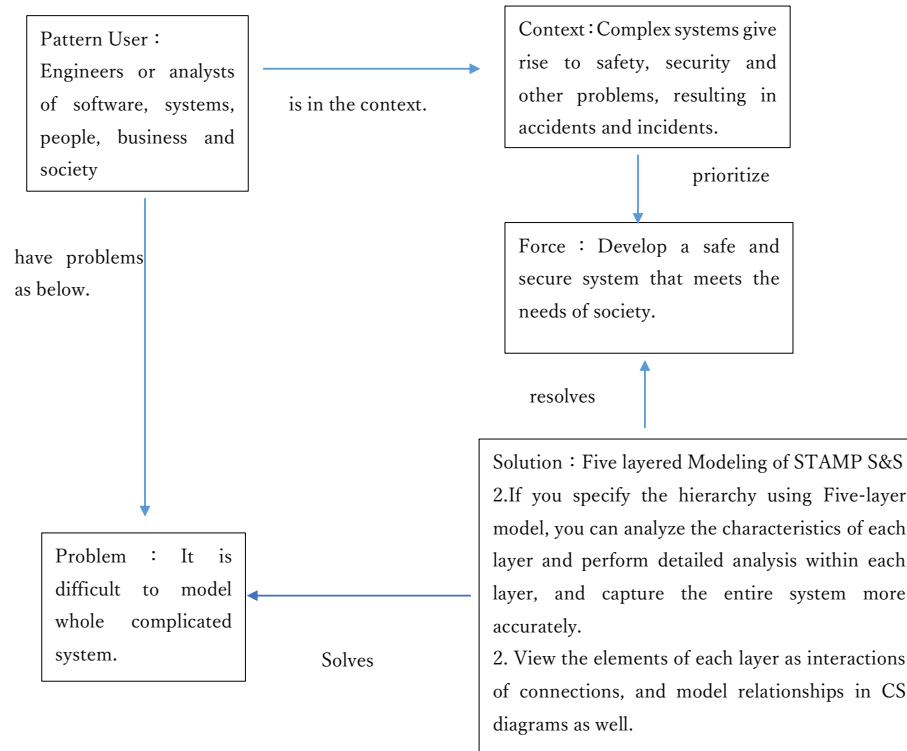 Pattern User：
Engineers or analysts
of software, systems,
people, business and
society
is in the context.
Context：Complex systems give
rise to safety, security and
other problems, resulting in
accidents and incidents.
prioritize
have problems
as below.
Force：Develop a safe and
secure system that meets the
needs of society.
resolves
Solution：Five layered Modeling of STAMP S&S
2.If you specify the hierarchy using Five-layer
model, you can analyze the characteristics of each
layer and perform detailed analysis within each
layer, and capture the entire system more
accurately.
2. View the elements of each layer as interactions
of connections, and model relationships in CS
diagrams as well.
Problem：It is
difficult to model
whole complicated
system.
Solves